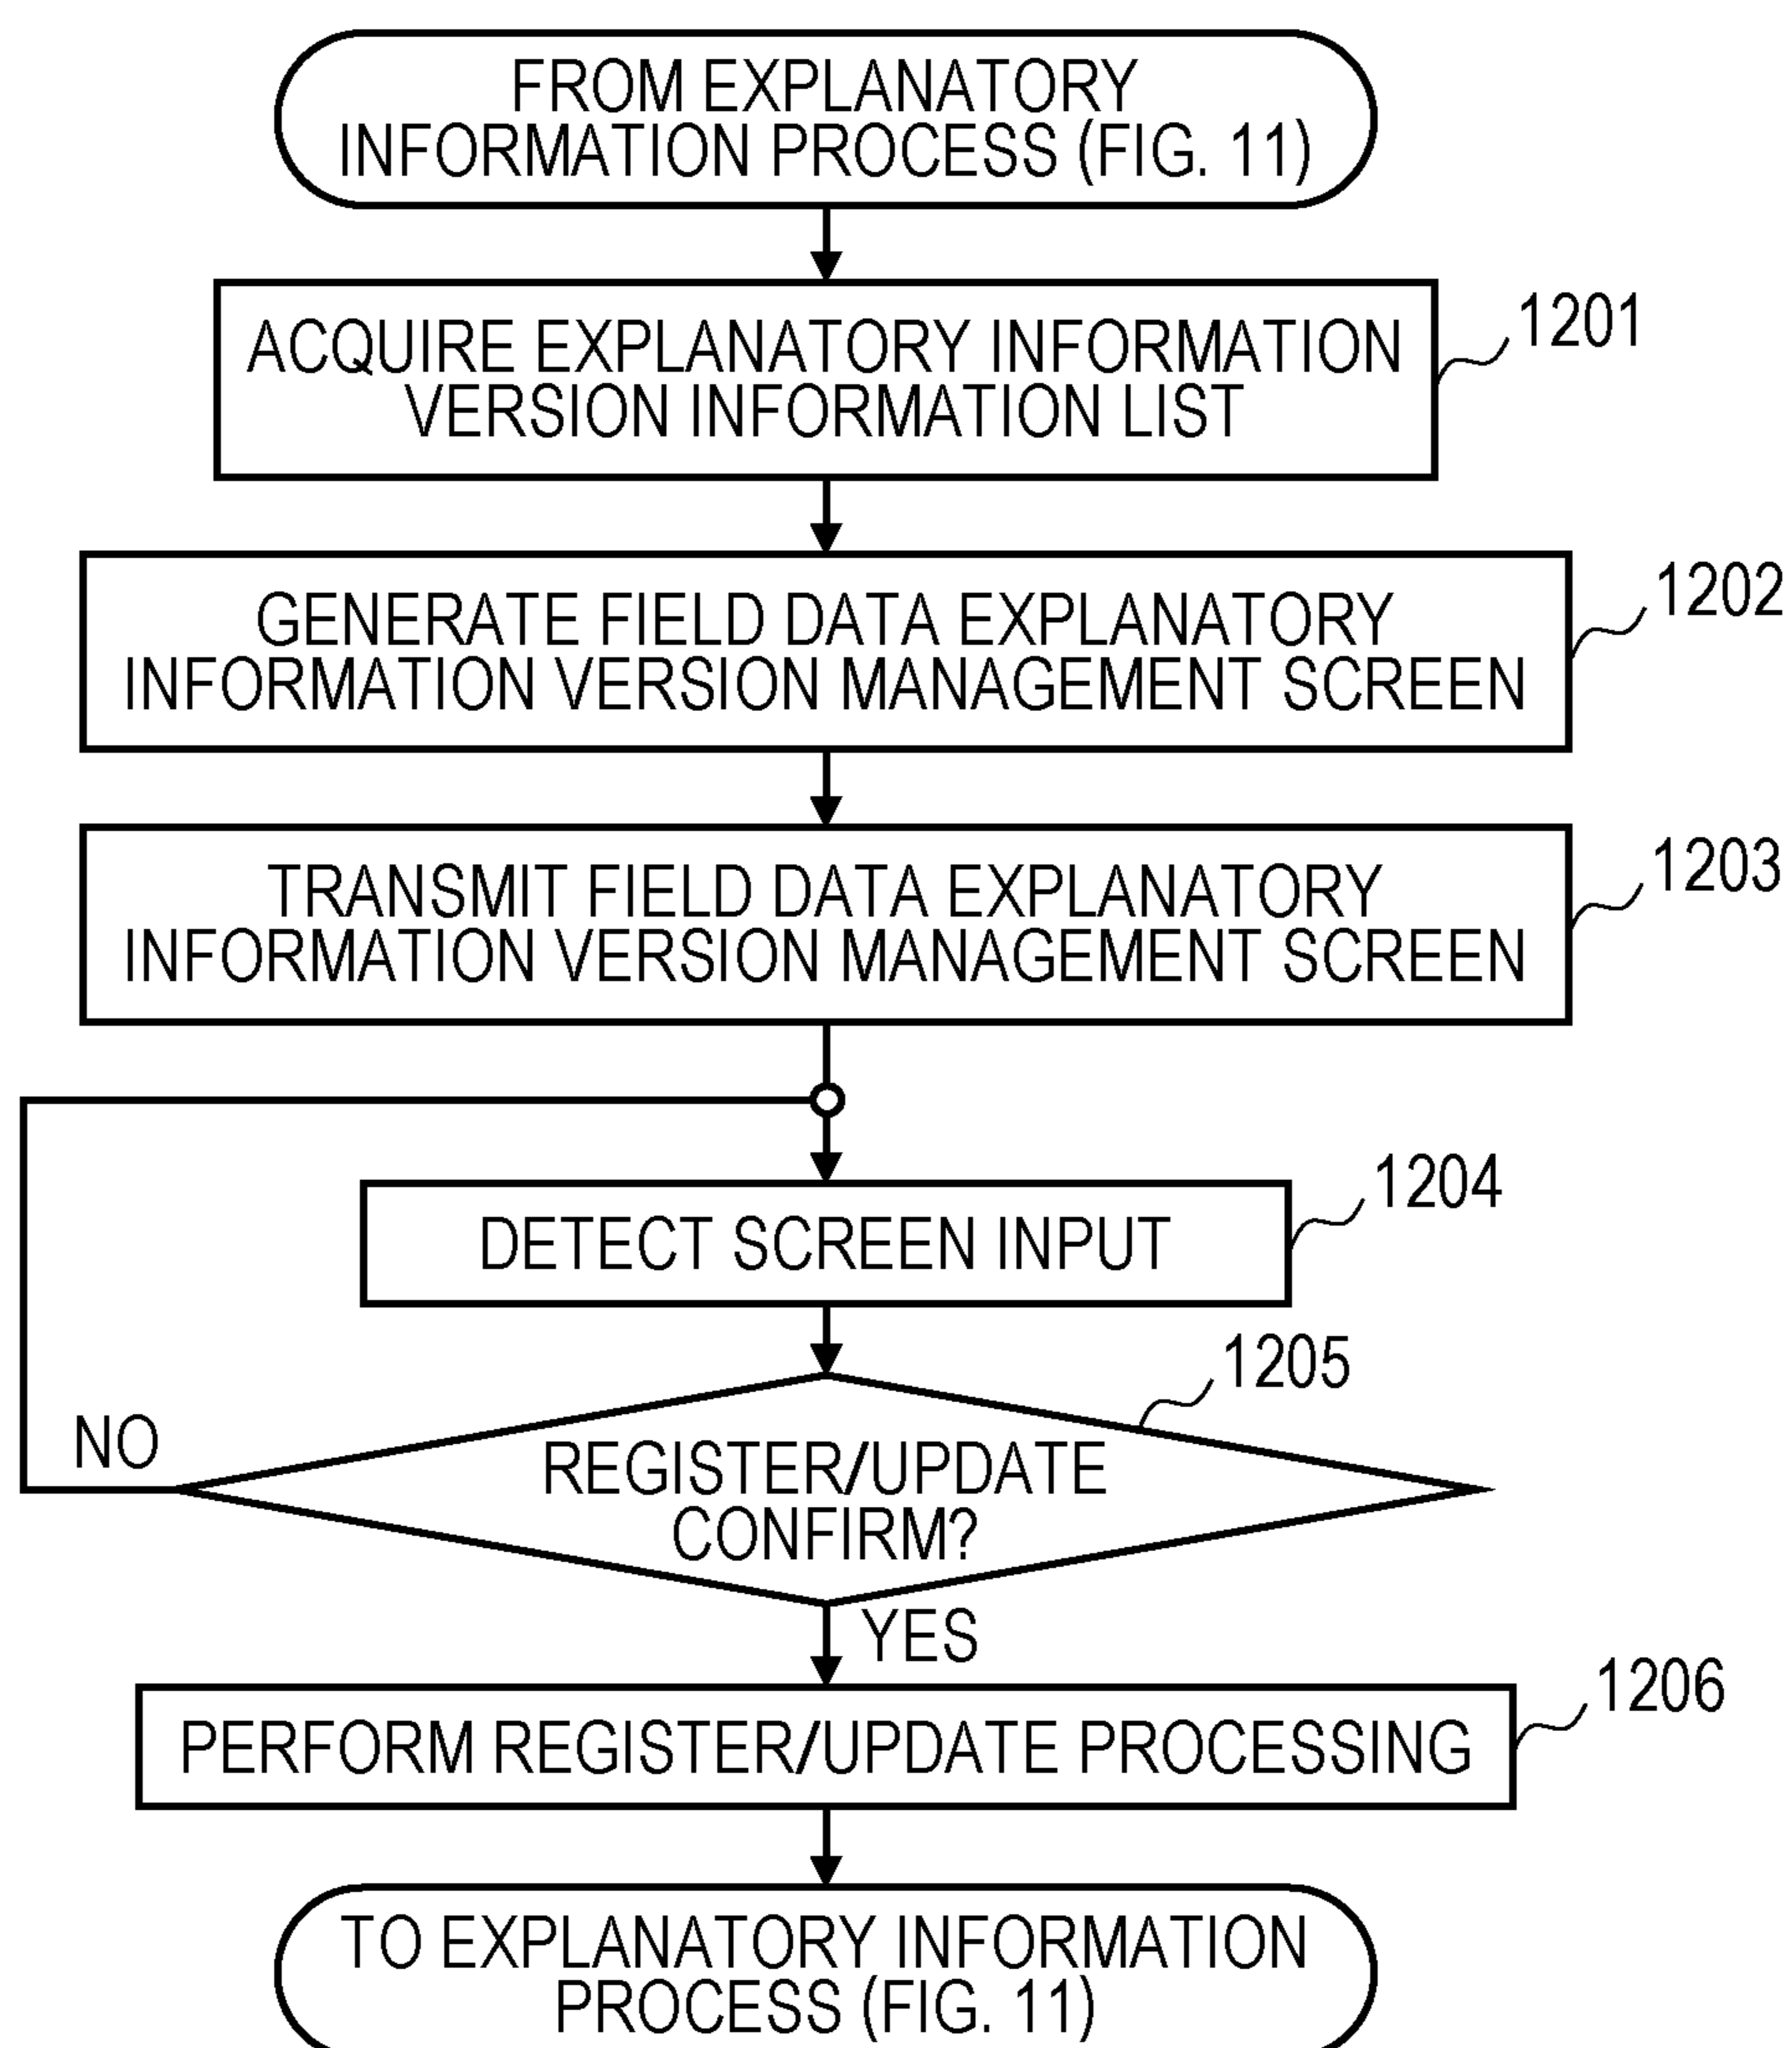 FROM EXPLANATORY
INFORMATION PROCESS (FIG. 11)
ACQUIRE EXPLANATORY INFORMATION
VERSION INFORMATION LIST
1201
GENERATE FIELD DATA EXPLANATORY
INFORMATION VERSION MANAGEMENT SCREEN
1202
TRANSMIT FIELD DATA EXPLANATORY
INFORMATION VERSION MANAGEMENT SCREEN
1203
DETECT SCREEN INPUT
1204
1205
NO
REGISTER/UPDATE
CONFIRM?
YES
PERFORM REGISTER/UPDATE PROCESSING
1206
TO EXPLANATORY INFORMATION
PROCESS (FIG. 11)